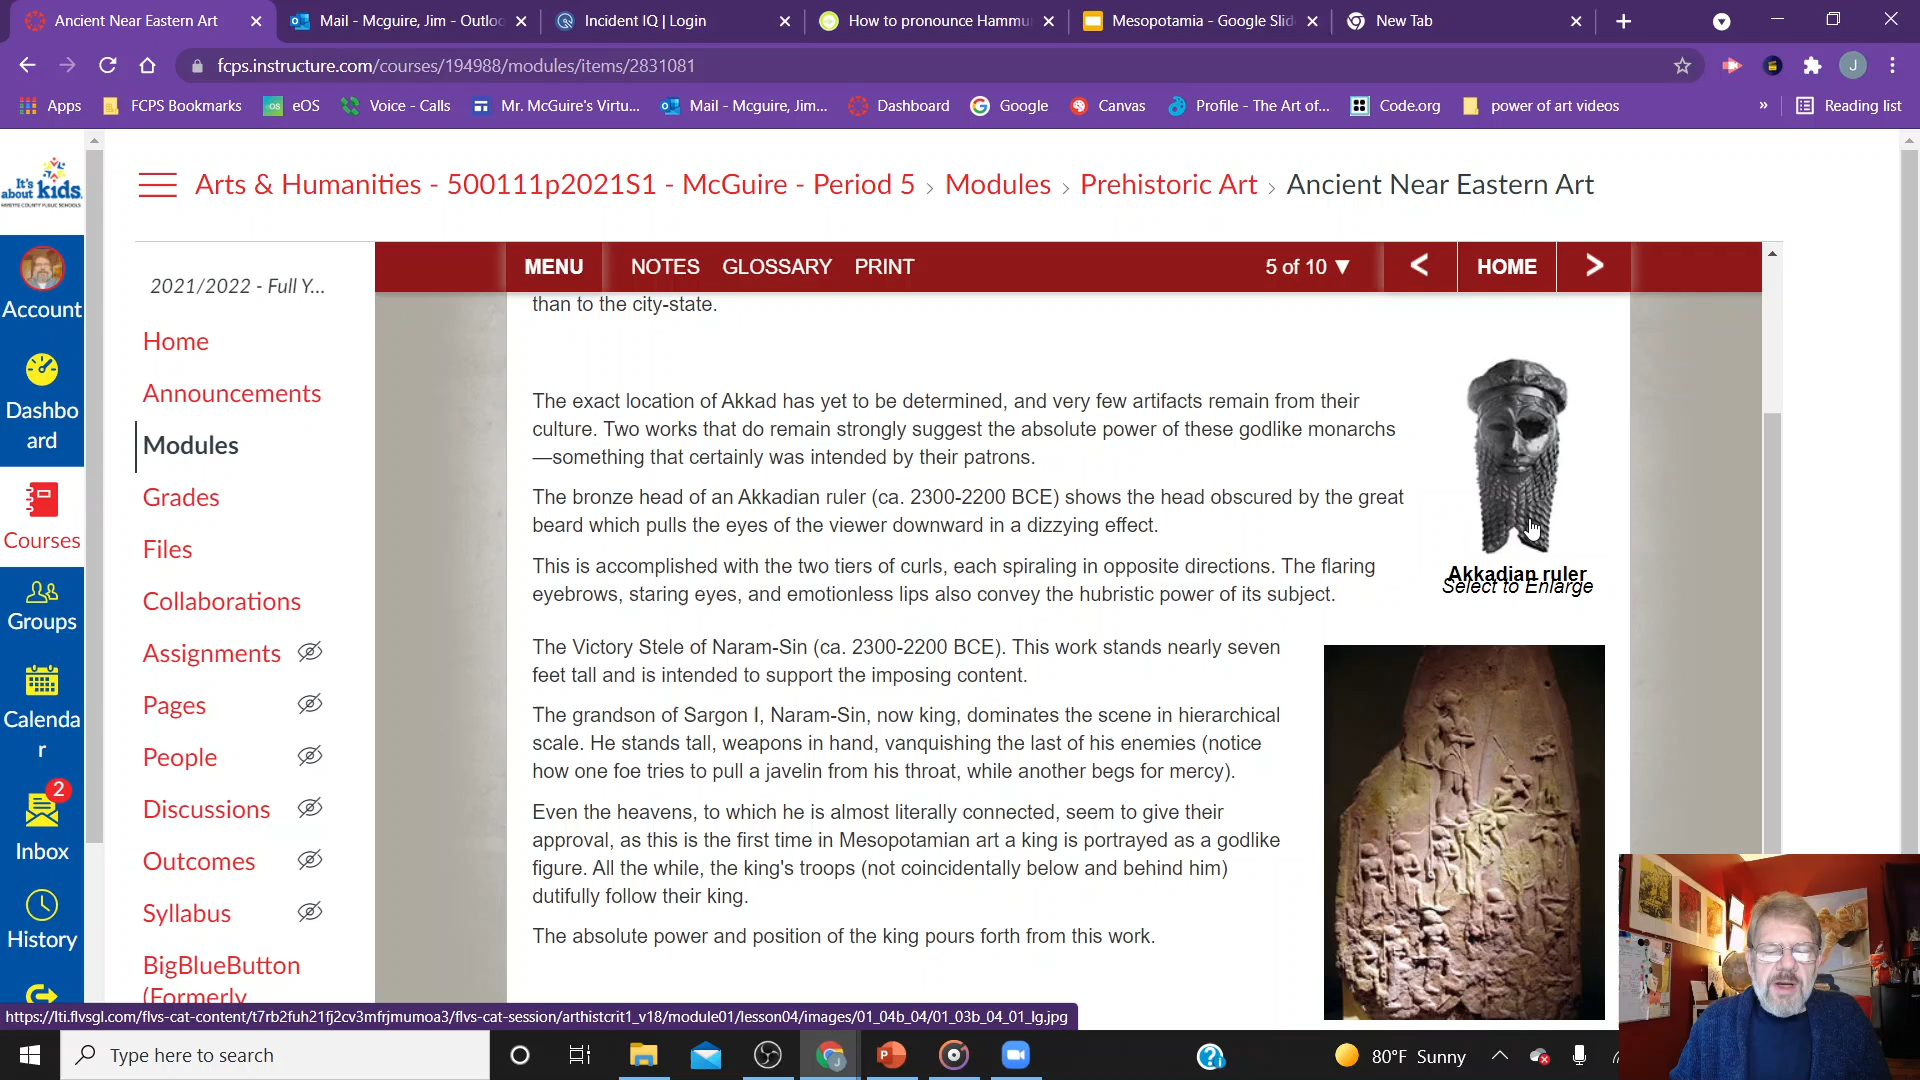 Ancient Near Eastern Art
Mail - Mcguire, Jim - Outloo
Incident IQ | Login
How to pronounce Hammu
Mesopotamia - Google Slid
New Tab
fcps.instructure.com/courses/194988/modules/items/2831081
J
Apps
FCPS Bookmarks
eOS
Voice - Calls
Mr. McGuire's Virtu...
Mail - Mcguire, Jim...
Dashboard
Google
Canvas
Profile - The Art of...
Code.org
power of art videos
»
Reading list
It's about kids.
Arts & Humanities - 500111p2021S1 - McGuire - Period 5 › Modules › Prehistoric Art › Ancient Near Eastern Art
Account
Dashbo
ard
Courses
Groups
Calenda
r
2
Inbox
History
2021/2022 - Full Y...
Home
Announcements
Modules
Grades
Files
Collaborations
Assignments
Pages
People
Discussions
Outcomes
Syllabus
BigBlueButton
(Formerly
MENU NOTES GLOSSARY PRINT 5 of 10 ▼ < HOME >
than to the city-state.
The exact location of Akkad has yet to be determined, and very few artifacts remain from their
culture. Two works that do remain strongly suggest the absolute power of these godlike monarchs
—something that certainly was intended by their patrons.
The bronze head of an Akkadian ruler (ca. 2300-2200 BCE) shows the head obscured by the great
beard which pulls the eyes of the viewer downward in a dizzying effect.
This is accomplished with the two tiers of curls, each spiraling in opposite directions. The flaring
eyebrows, staring eyes, and emotionless lips also convey the hubristic power of its subject.
Akkadian ruler
Select to Enlarge
The Victory Stele of Naram-Sin (ca. 2300-2200 BCE). This work stands nearly seven
feet tall and is intended to support the imposing content.
The grandson of Sargon I, Naram-Sin, now king, dominates the scene in hierarchical
scale. He stands tall, weapons in hand, vanquishing the last of his enemies (notice
how one foe tries to pull a javelin from his throat, while another begs for mercy).
Even the heavens, to which he is almost literally connected, seem to give their
approval, as this is the first time in Mesopotamian art a king is portrayed as a godlike
figure. All the while, the king's troops (not coincidentally below and behind him)
dutifully follow their king.
The absolute power and position of the king pours forth from this work.
https://lti.flvsgl.com/flvs-cat-content/t7rb2fuh21fj2cv3mfrjmumoa3/flvs-cat-session/arthistcrit1_v18/module01/lesson04/images/01_04b_04/01_03b_04_01_lg.jpg
Type here to search
80°F Sunny